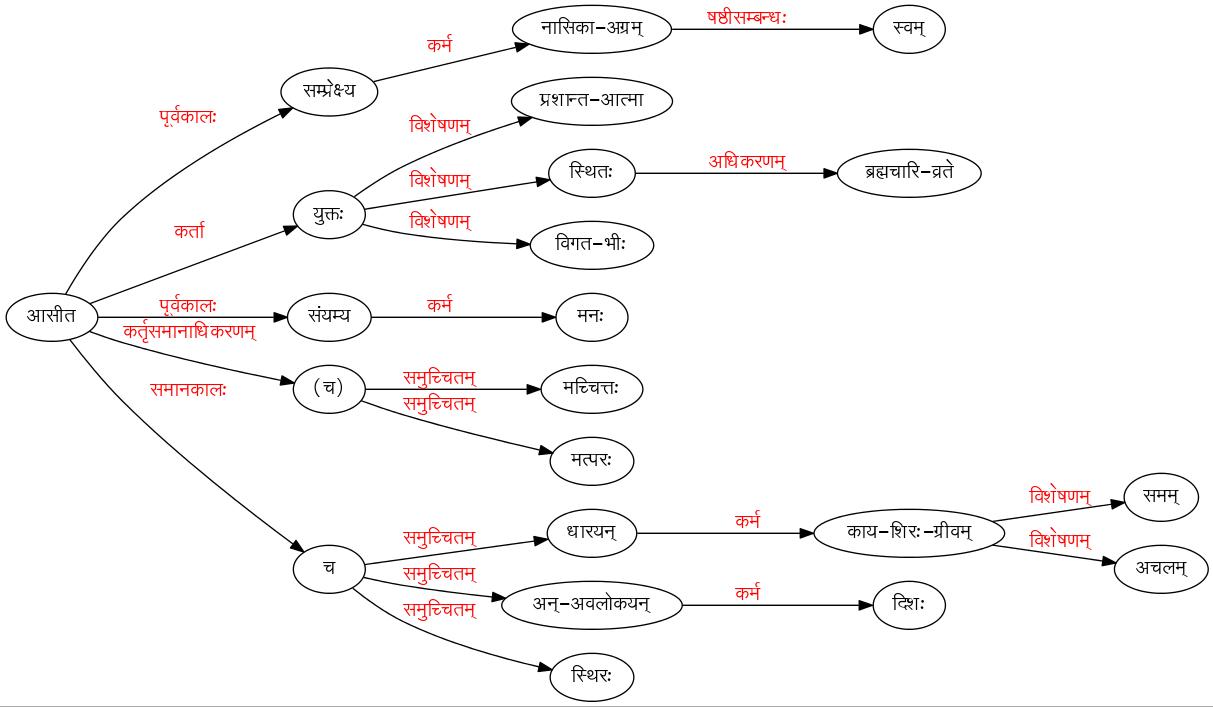 नासिका-अग्रम् षष्ठीसम्बन्धः स्वम्
कर्म
सम्प्रेक्ष्य
प्रशान्त-आत्मा
पूर्वकालः
विशेषणम्
स्थितः अधिकरणम् ब्रह्मचारि-व्रते
विशेषणम्
युक्तः
विशेषणम्
कर्ता
विगत-भीः
आसीत पूर्वकालः संयम्य कर्म मनः
कर्तृसमानाधिकरणम्
समानकालः (च) समुच्चितम् मच्चित्तः
समुच्चितम्
मत्परः
विशेषणम् समम्
समुच्चितम् धारयन् कर्म काय-शिरः-ग्रीवम्
विशेषणम्
अचलम्
च समुच्चितम्
अन्-अवलोकयन् कर्म दिशः
समुच्चितम्
स्थिरः